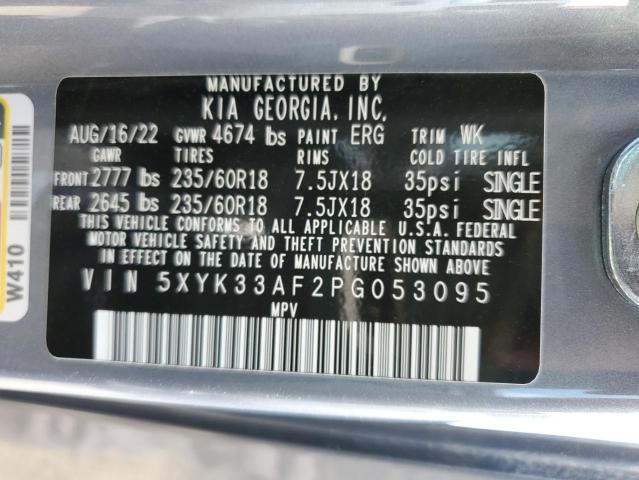 MANUFACTURED BY
KIA GEORGIA, INC.
AUG/16/22 GVWR 4674 lbs PAINT ERG TRIM WK
GAWR TIRES RIMS COLD TIRE INFL
FRONT 2777 lbs 235/60R18 7.5JX18 35psi SINGLE
REAR 2645 lbs 235/60R18 7.5JX18 35psi SINGLE
THIS VEHICLE CONFORMS TO ALL APPLICABLE U.S.A. FEDERAL
MOTOR VEHICLE SAFETY AND THEFT PREVENTION STANDARDS
IN EFFECT ON THE DATE OF MANUFACTURE SHOWN ABOVE.
VIN 5XYK33AF2PG053095
MPV
W410